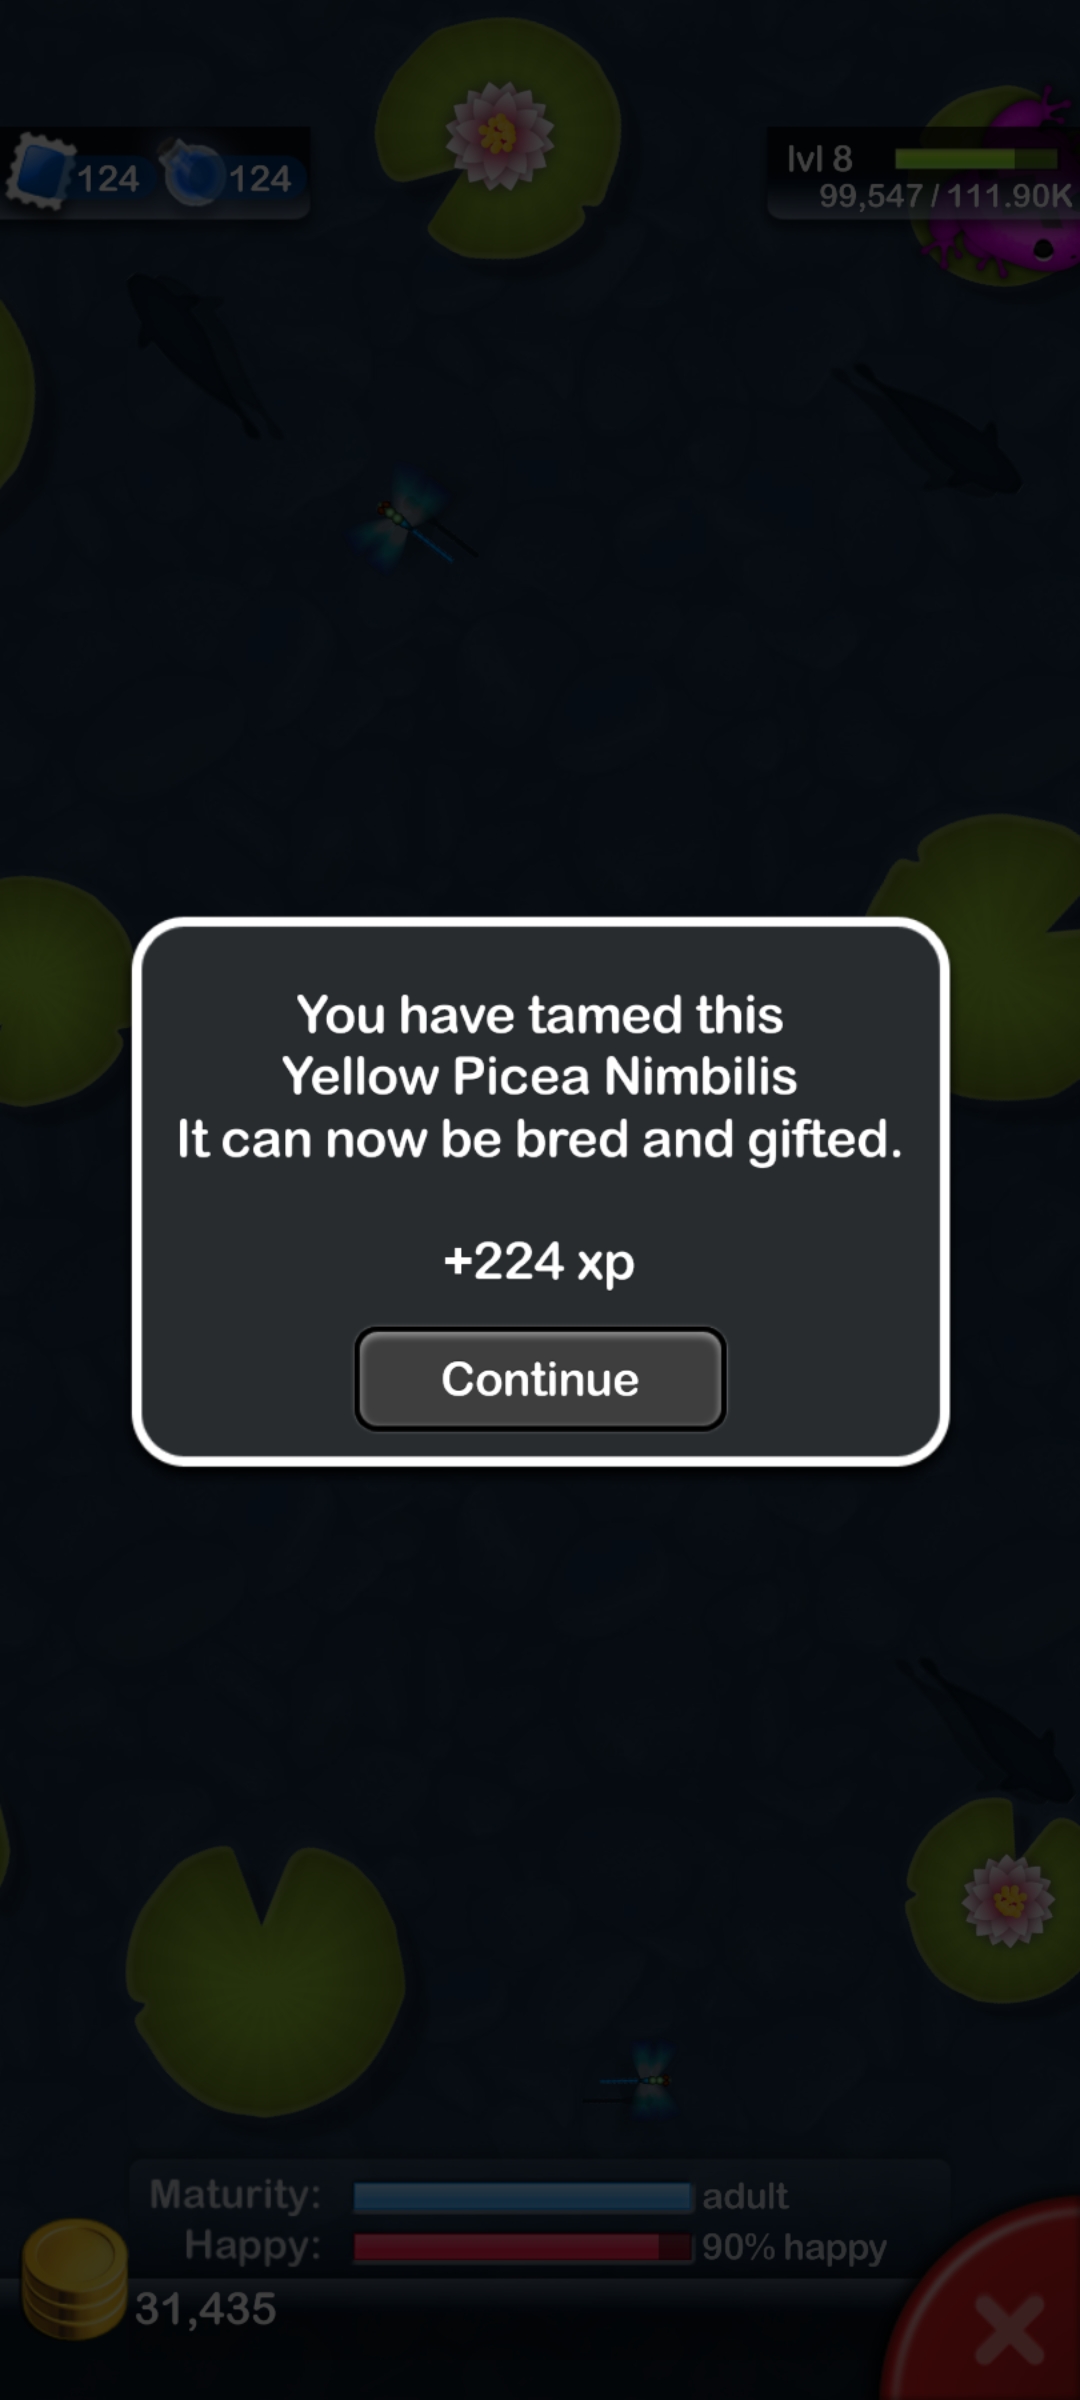 124
124
lvl 8
99,547 / 111.90K
You have tamed this
Yellow Picea Nimbilis
It can now be bred and gifted.
+224 xp
Continue
Maturity: adult
Happy: 90% happy
31,435